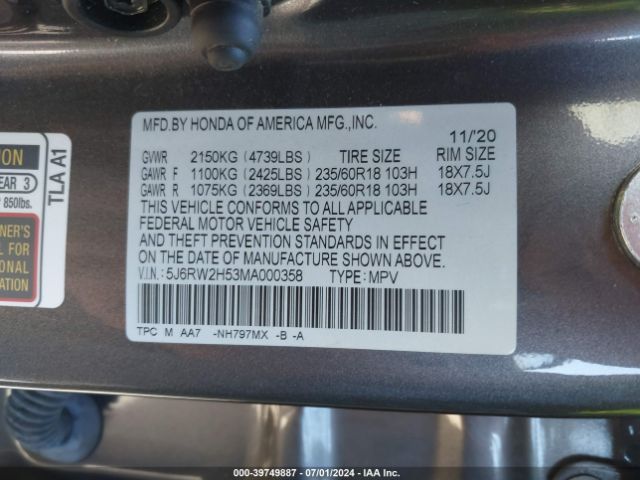 MFD.BY HONDA OF AMERICA MFG.,INC.
11/'20
GVWR 2150KG (4739LBS) TIRE SIZE RIM SIZE
GAWR F 1100KG (2425LBS) 235/60R18 103H 18X7.5J
GAWR R 1075KG (2369LBS) 235/60R18 103H 18X7.5J
THIS VEHICLE CONFORMS TO ALL APPLICABLE
FEDERAL MOTOR VEHICLE SAFETY
AND THEFT PREVENTION STANDARDS IN EFFECT
ON THE DATE OF MANUFACTURE SHOWN ABOVE.
V.I.N.: 5J6RW2H53MA000358 TYPE: MPV
TPC M AA7 -NH797MX -B -A
ION
EAR 3
850lbs.
NER'S
L FOR
IONAL
ON
TLA A1
000-39749887 - 07/01/2024 - IAA Inc.